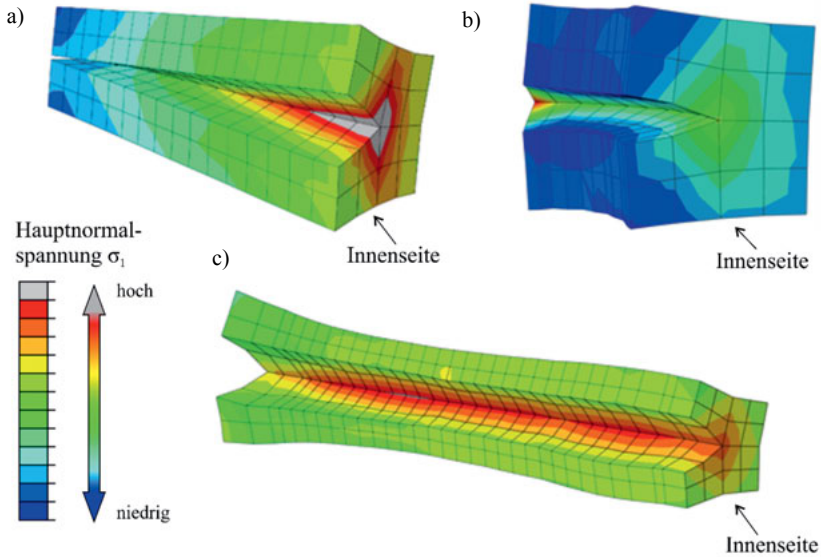 a)
b)
Innenseite
Innenseite
Hauptnormal-
spannung σ₁
hoch
niedrig
c)
Innenseite